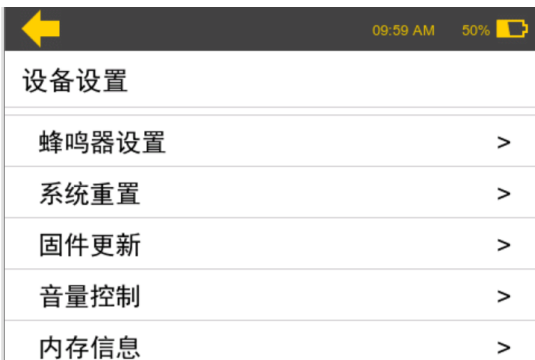 09:59 AM 50%
设备设置
蜂鸣器设置 >
系统重置 >
固件更新 >
音量控制 >
内存信息 >